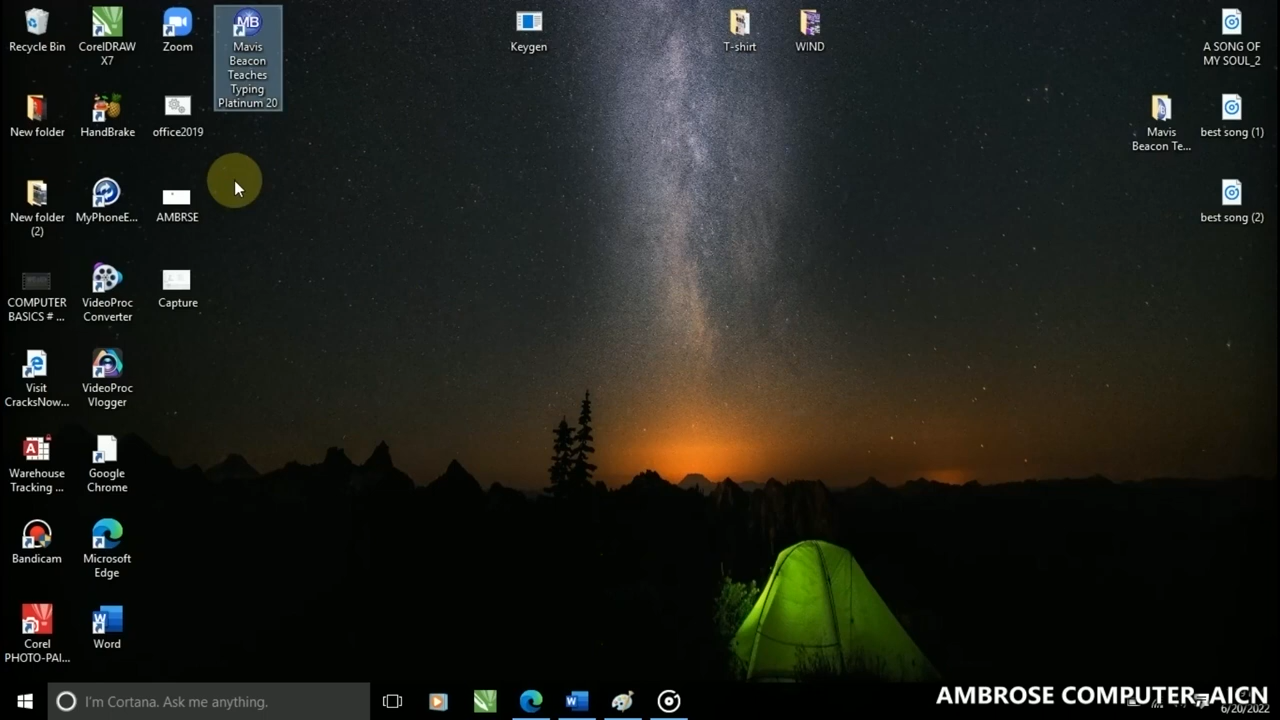 Recycle Bin
CorelDRAW
X7
Zoom
MB
Mavis
Beacon
Teaches
Typing
Platinum 20
Keygen
T-shirt
WIND
A SONG OF
MY SOUL_2
New folder
HandBrake
office2019
Mavis
Beacon Te...
best song (1)
New folder
(2)
MyPhoneE...
AMBRSE
best song (2)
COMPUTER
BASICS # ...
VideoProc
Converter
Capture
Visit
CracksNow...
VideoProc
Vlogger
Warehouse
Tracking ...
Google
Chrome
Bandicam
Microsoft
Edge
Corel
PHOTO-PAI...
Word
I'm Cortana. Ask me anything.
AMBROSE COMPUTER-AICN
6/20/2022